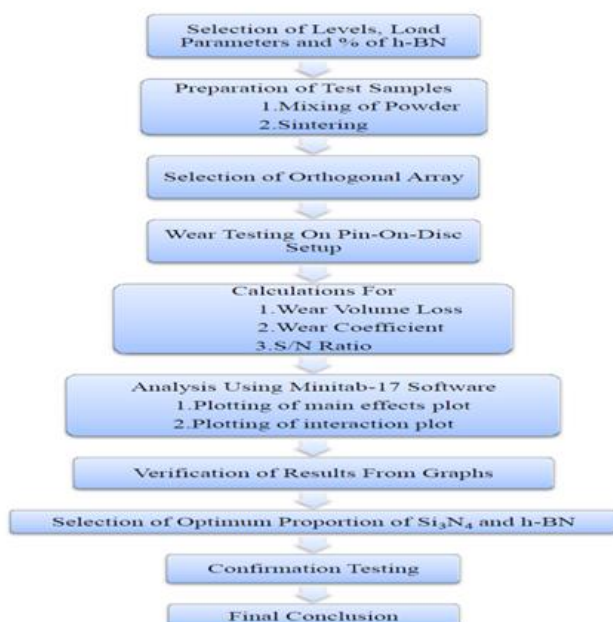 Selection of Levels, Load
Parameters and % of h-BN
Preparation of Test Samples
1.Mixing of Powder
2.Sintering
Selection of Orthogonal Array
Wear Testing On Pin-On-Disc
Setup
Calculations For
1.Wear Volume Loss
2.Wear Coefficient
3.S/N Ratio
Analysis Using Minitab-17 Software
1.Plotting of main effects plot
2.Plotting of interaction plot
Verification of Results From Graphs
Selection of Optimum Proportion of Si₃N₄ and h-BN
Confirmation Testing
Final Conclusion